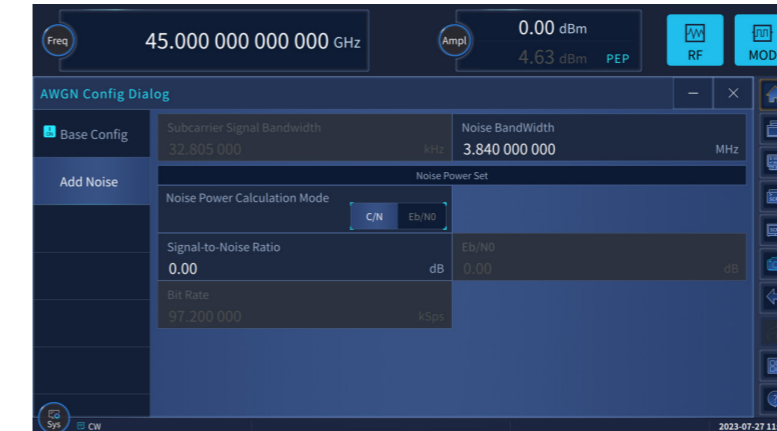 Freq
45.000 000 000 000 GHz
Ampl
0.00 dBm
4.63 dBm PEP
RF
MOD
AWGN Config Dialog
Base Config
Add Noise
Subcarrier Signal Bandwidth
32.805 000 kHz
Noise BandWidth
3.840 000 000 MHz
Noise Power Set
Noise Power Calculation Mode
C/N Eb/N0
Signal-to-Noise Ratio
0.00 dB
Eb/N0
0.00 dB
Bit Rate
97.200 000 kSps
Sys
CW
2023-07-27 11